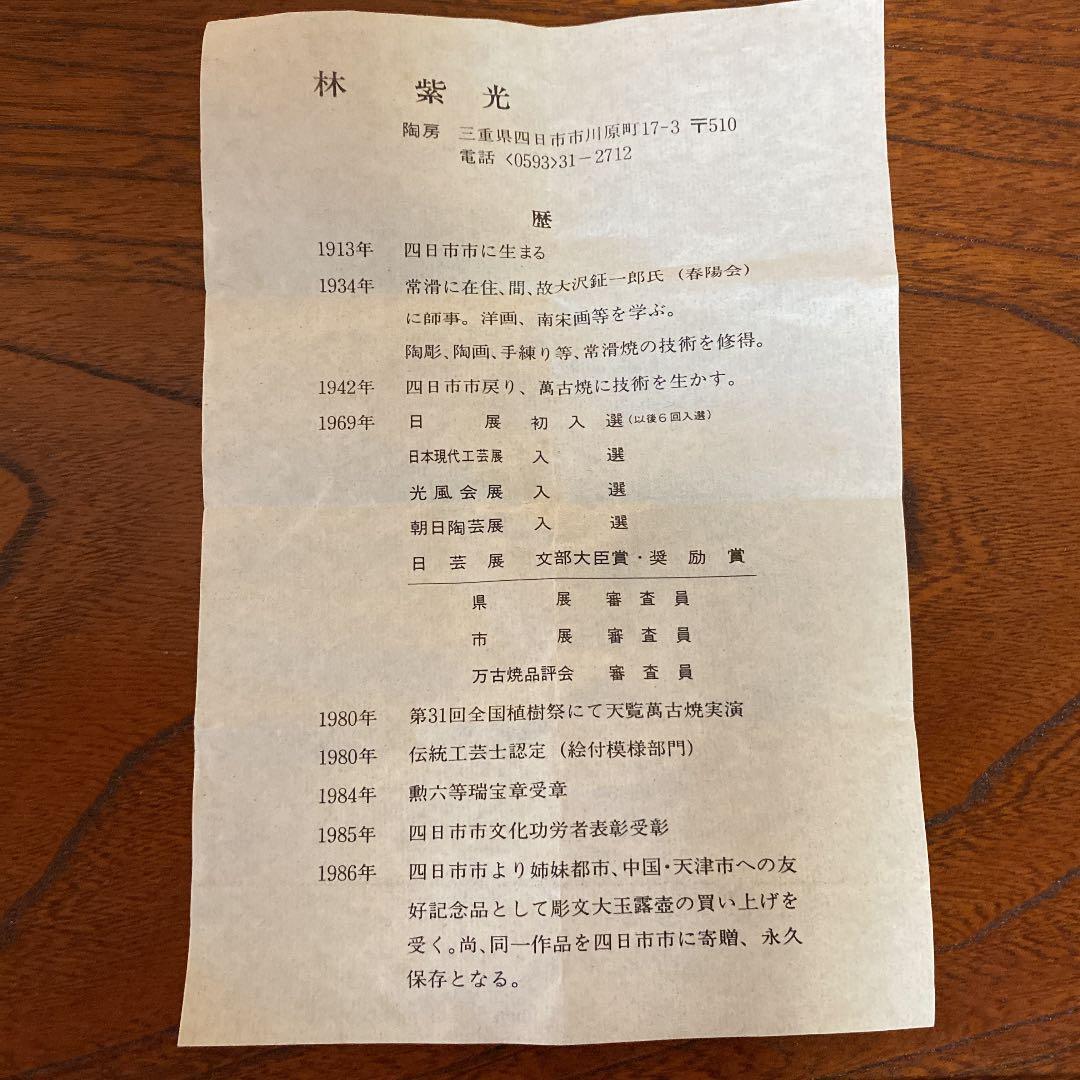 林 紫光
陶房 三重県四日市市川原町17-3 〒510
電話 〈0593〉31-2712
歴
1913年 四日市市に生まる
1934年 常滑に在住、間、故大沢鉦一郎氏（春陽会）
に師事。洋画、南宋画等を学ぶ。
陶彫、陶画、手練り等、常滑焼の技術を修得。
1942年 四日市市戻り、萬古焼に技術を生かす。
1969年 日展 初入選（以後6回入選）
日本現代工芸展 入選
光風会展 入選
朝日陶芸展 入選
日芸展 文部大臣賞・奨励賞
県展 審査員
市展 審査員
万古焼品評会 審査員
1980年 第31回全国植樹祭にて天覧萬古焼実演
1980年 伝統工芸士認定（絵付模様部門）
1984年 勲六等瑞宝章受章
1985年 四日市市文化功労者表彰受彰
1986年 四日市市より姉妹都市、中国・天津市への友
好記念品として彫文大玉露壺の買い上げを
受く。尚、同一作品を四日市市に寄贈、永久
保存となる。